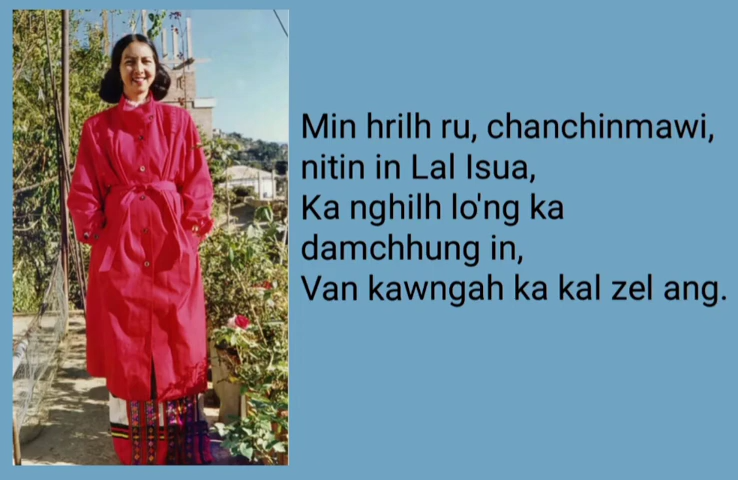 Min hrilh ru, chanchinmawi,
nitin in Lal Isua,
Ka nghilh lo'ng ka
damchhung in,
Van kawngah ka kal zel ang.